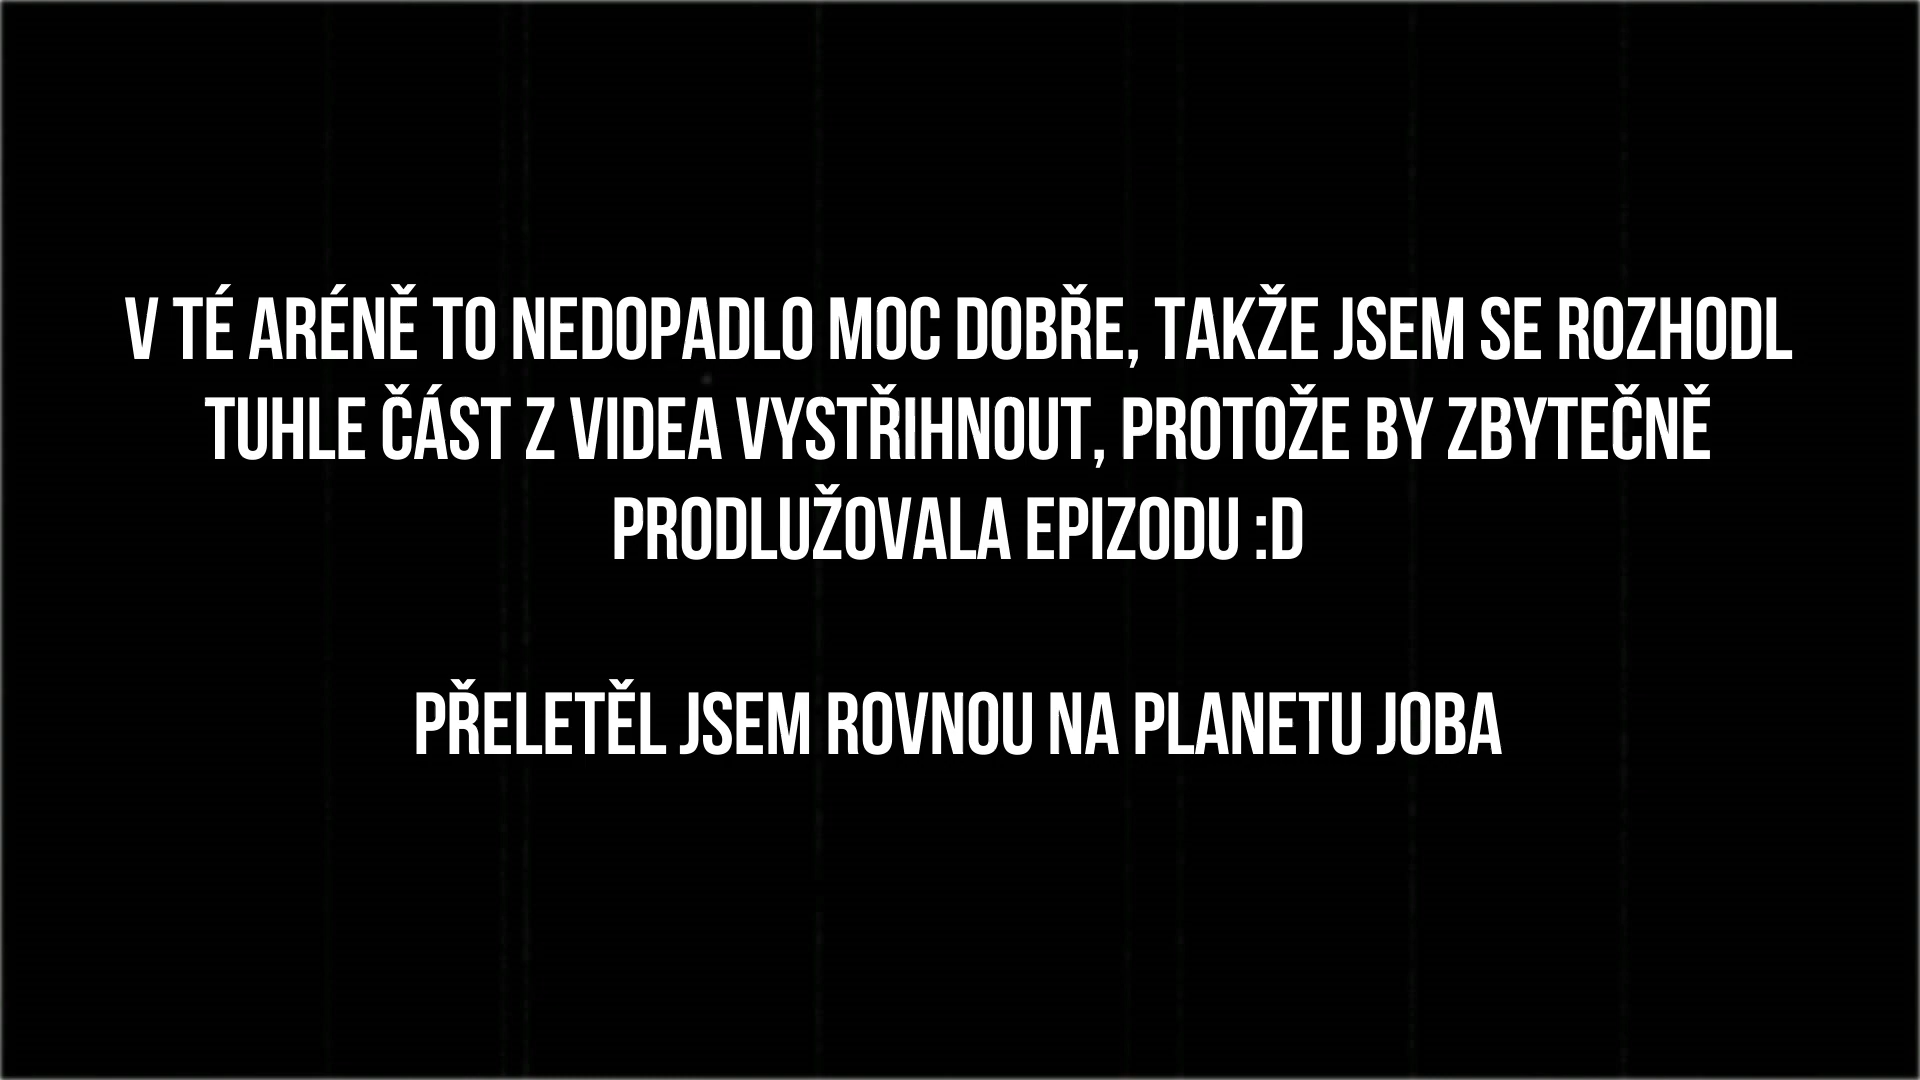 V TÉ ARÉNĚ TO NEDOPADLO MOC DOBŘE, TAKŽE JSEM SE ROZHODL
TUHLE ČÁST Z VIDEA VYSTŘIHNOUT, PROTOŽE BY ZBYTEČNĚ
PRODLUŽOVALA EPIZODU :D
PŘELETĚL JSEM ROVNOU NA PLANETU JOBA